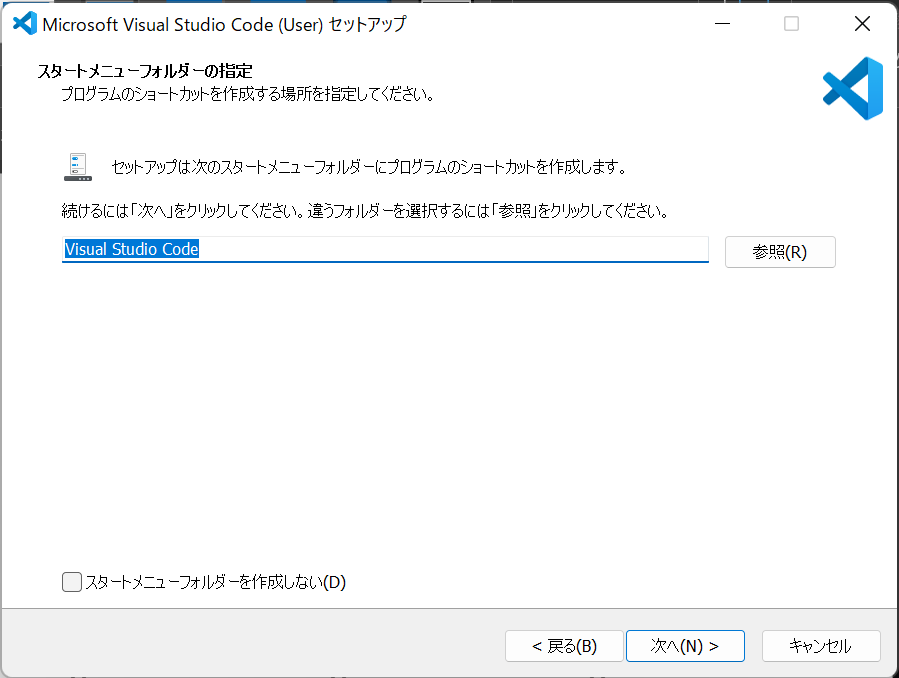 Microsoft Visual Studio Code (User) セットアップ
スタートメニューフォルダーの指定
プログラムのショートカットを作成する場所を指定してください。
セットアップは次のスタートメニューフォルダーにプログラムのショートカットを作成します。
続けるには「次へ」をクリックしてください。違うフォルダーを選択するには「参照」をクリックしてください。
Visual Studio Code
参照(R)
スタートメニューフォルダーを作成しない(D)
< 戻る(B)
次へ(N) >
キャンセル